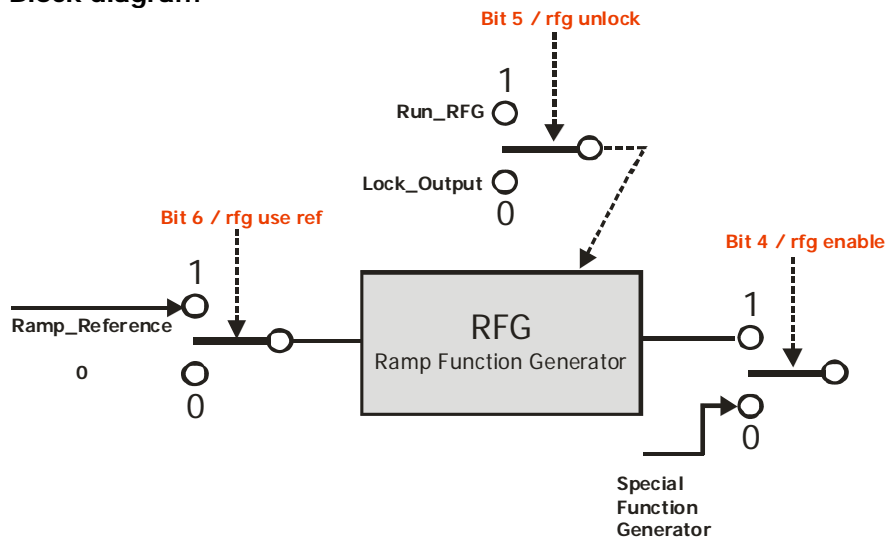 Block diagram
Bit 5 / rfg unlock
1
Run_RFG
Lock_Output
0
Bit 6 / rfg use ref
Bit 4 / rfg enable
1
Ramp_Reference
0
0
RFG
Ramp Function Generator
1
0
Special
Function
Generator